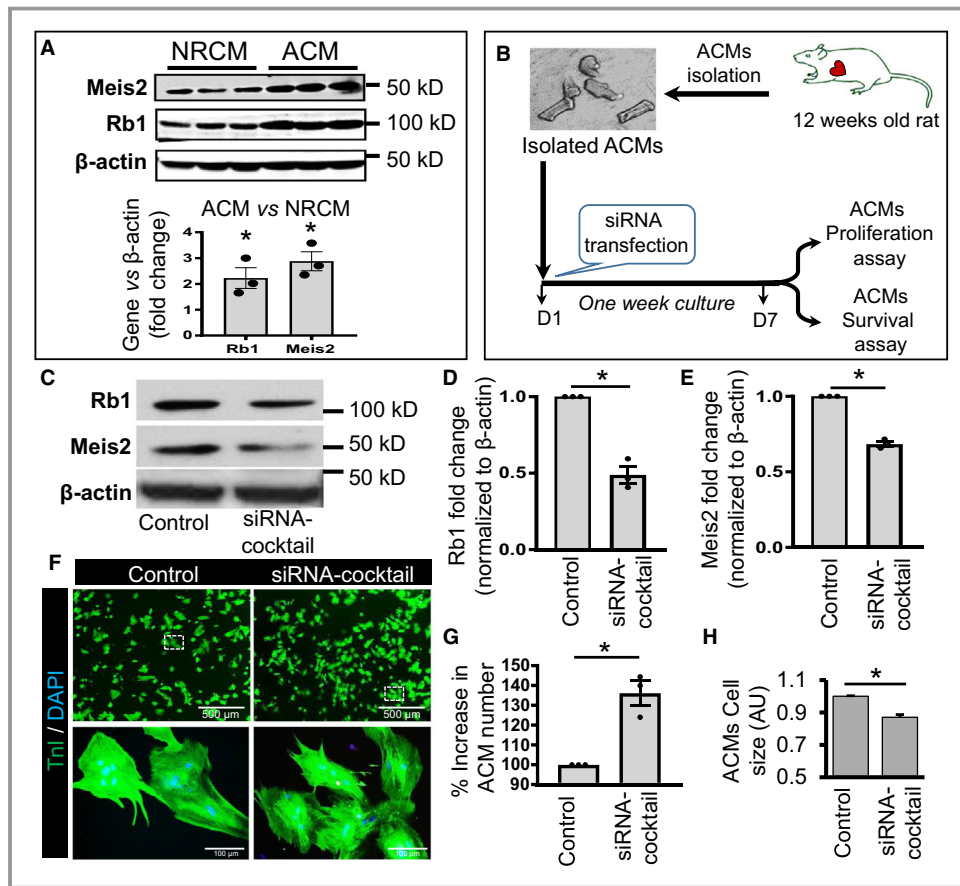 A
NRCM ACM
Meis2
50 kD
Rb1
100 kD
β-actin
50 kD
ACM vs NRCM
Gene vs β-actin
(fold change)
4
3
2
1
0
* *
Rb1 Meis2
B
ACMs
isolation
12 weeks old rat
Isolated ACMs
siRNA
transfection
One week culture
D1
D7
ACMs
Proliferation
assay
ACMs
Survival
assay
C
Rb1
100 kD
Meis2
50 kD
50 kD
β-actin
Control
siRNA-
cocktail
D
Rb1 fold change
(normalized to β-actin)
1.0
0.5
0.0
*
Control
siRNA-
cocktail
E
Meis2 fold change
(normalized to β-actin)
1.0
0.5
0.0
*
Control
siRNA-
cocktail
F
Control
siRNA-cocktail
TnI / DAPI
500 µm
500 µm
100 µm
100 µm
G
% Increase in
ACM number
150
140
130
120
110
100
90
*
Control
siRNA-
cocktail
H
ACMs Cell
size (AU)
1.1
0.9
0.7
0.5
*
Control
siRNA-
cocktail